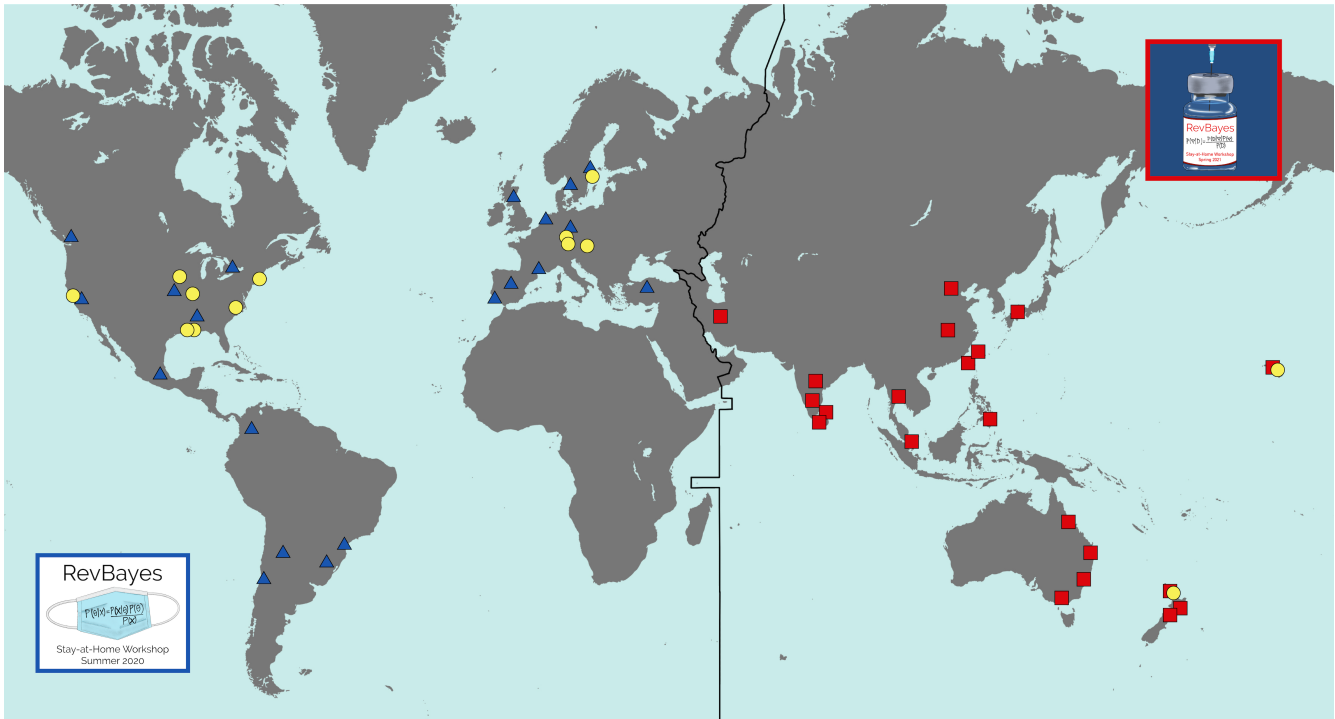 RevBayes
P(θ|x)=P(x|θ)P(θ)
P(x)
Stay-at-Home Workshop
Summer 2020
RevBayes
Stay-at-Home Workshop
Spring 2021